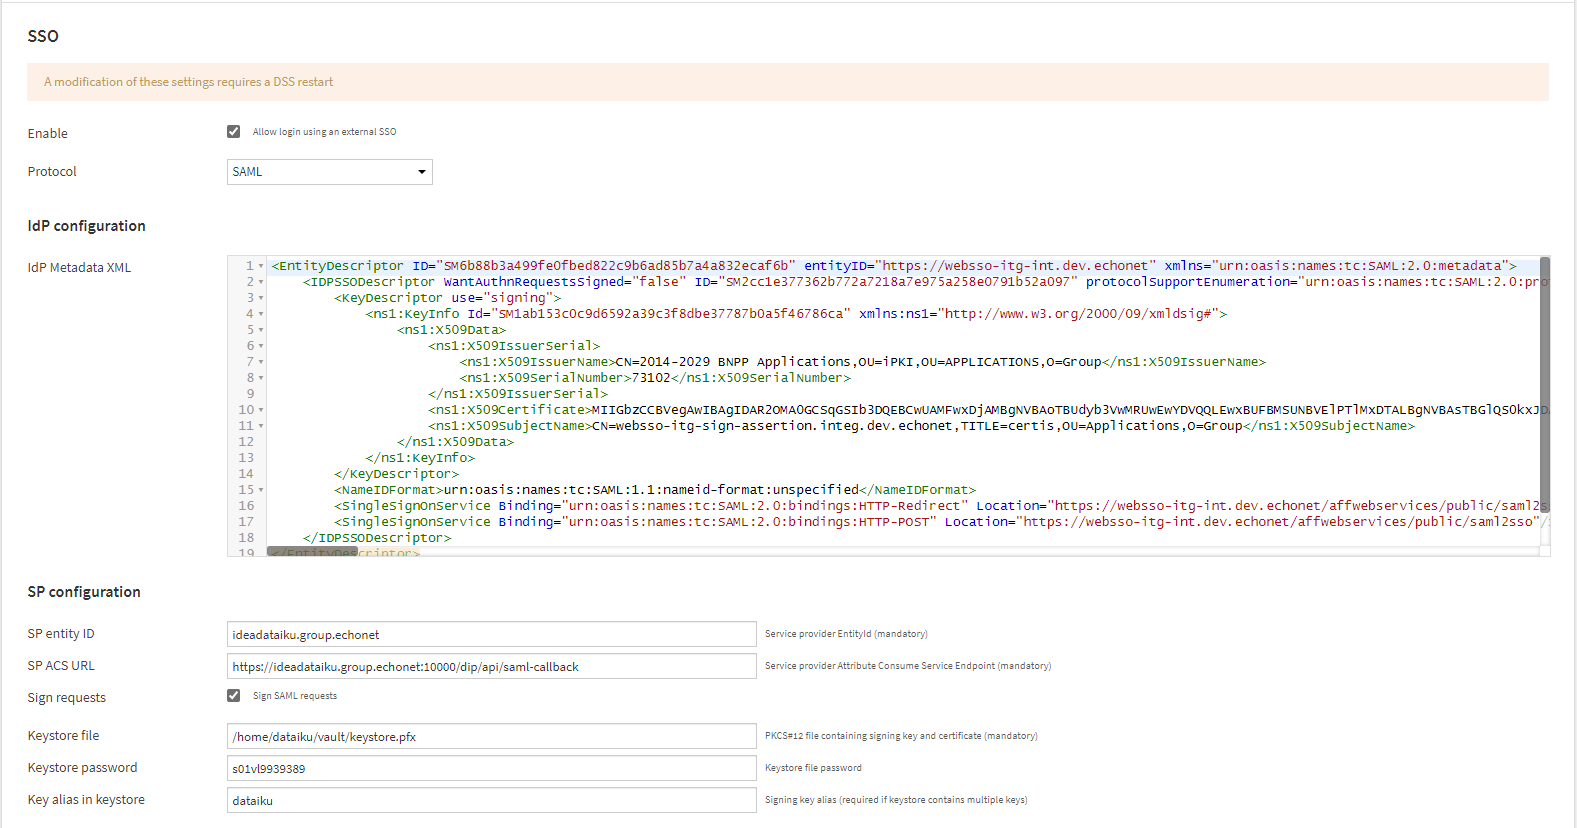 SSO
A modification of these settings requires a DSS restart
Enable
Allow login using an external SSO
Protocol
SAML
IdP configuration
IdP Metadata XML
1 <EntityDescriptor ID="SM6b88b3a499fe0fbed822c9b6ad85b7a4a832ecaf6b" entityID="https://websso-itg-int.dev.echonet" xmlns="urn:oasis:names:tc:SAML:2.0:metadata">
2 <IDPSSODescriptor WantAuthnRequestsSigned="false" ID="SM2cc1e377362b772a7218a7e975a258e0791b52a097" protocolSupportEnumeration="urn:oasis:names:tc:SAML:2.0:pro
3 <KeyDescriptor use="signing">
4 <ns1:KeyInfo Id="SM1ab153c0c9d6592a39c3f8dbe37787b0a5f46786ca" xmlns:ns1="http://www.w3.org/2000/09/xmldsig#">
5 <ns1:X509Data>
6 <ns1:X509IssuerSerial>
7 <ns1:X509IssuerName>CN=2014-2029 BNPP Applications,OU=iPKI,OU=APPLICATIONS,O=Group</ns1:X509IssuerName>
8 <ns1:X509SerialNumber>73102</ns1:X509SerialNumber>
9 </ns1:X509IssuerSerial>
10 <ns1:X509Certificate>MIIGbzCCBVegAwIBAgIDAR2OMA0GCSqGSIb3DQEBCwUAMFwxDjAMBgNVBAoTBUdyb3VwMRUwEwYDVQQLEwxBUFBMSUNBVElPTlMxDTALBgNVBAsTBGlQS0kxJD
11 <ns1:X509SubjectName>CN=websso-itg-sign-assertion.integ.dev.echonet,TITLE=certis,OU=Applications,O=Group</ns1:X509SubjectName>
12 </ns1:X509Data>
13 </ns1:KeyInfo>
14 </KeyDescriptor>
15 <NameIDFormat>urn:oasis:names:tc:SAML:1.1:nameid-format:unspecified</NameIDFormat>
16 <SingleSignOnService Binding="urn:oasis:names:tc:SAML:2.0:bindings:HTTP-Redirect" Location="https://websso-itg-int.dev.echonet/affwebservices/public/saml2s
17 <SingleSignOnService Binding="urn:oasis:names:tc:SAML:2.0:bindings:HTTP-POST" Location="https://websso-itg-int.dev.echonet/affwebservices/public/saml2sso"/
18 </IDPSSODescriptor>
19 </EntityDescriptor>
SP configuration
SP entity ID
ideadataiku.group.echonet
Service provider EntityId (mandatory)
SP ACS URL
https://ideadataiku.group.echonet:10000/dip/api/saml-callback
Service provider Attribute Consume Service Endpoint (mandatory)
Sign requests
Sign SAML requests
Keystore file
/home/dataiku/vault/keystore.pfx
PKCS#12 file containing signing key and certificate (mandatory)
Keystore password
s01vl9939389
Keystore file password
Key alias in keystore
dataiku
Signing key alias (required if keystore contains multiple keys)